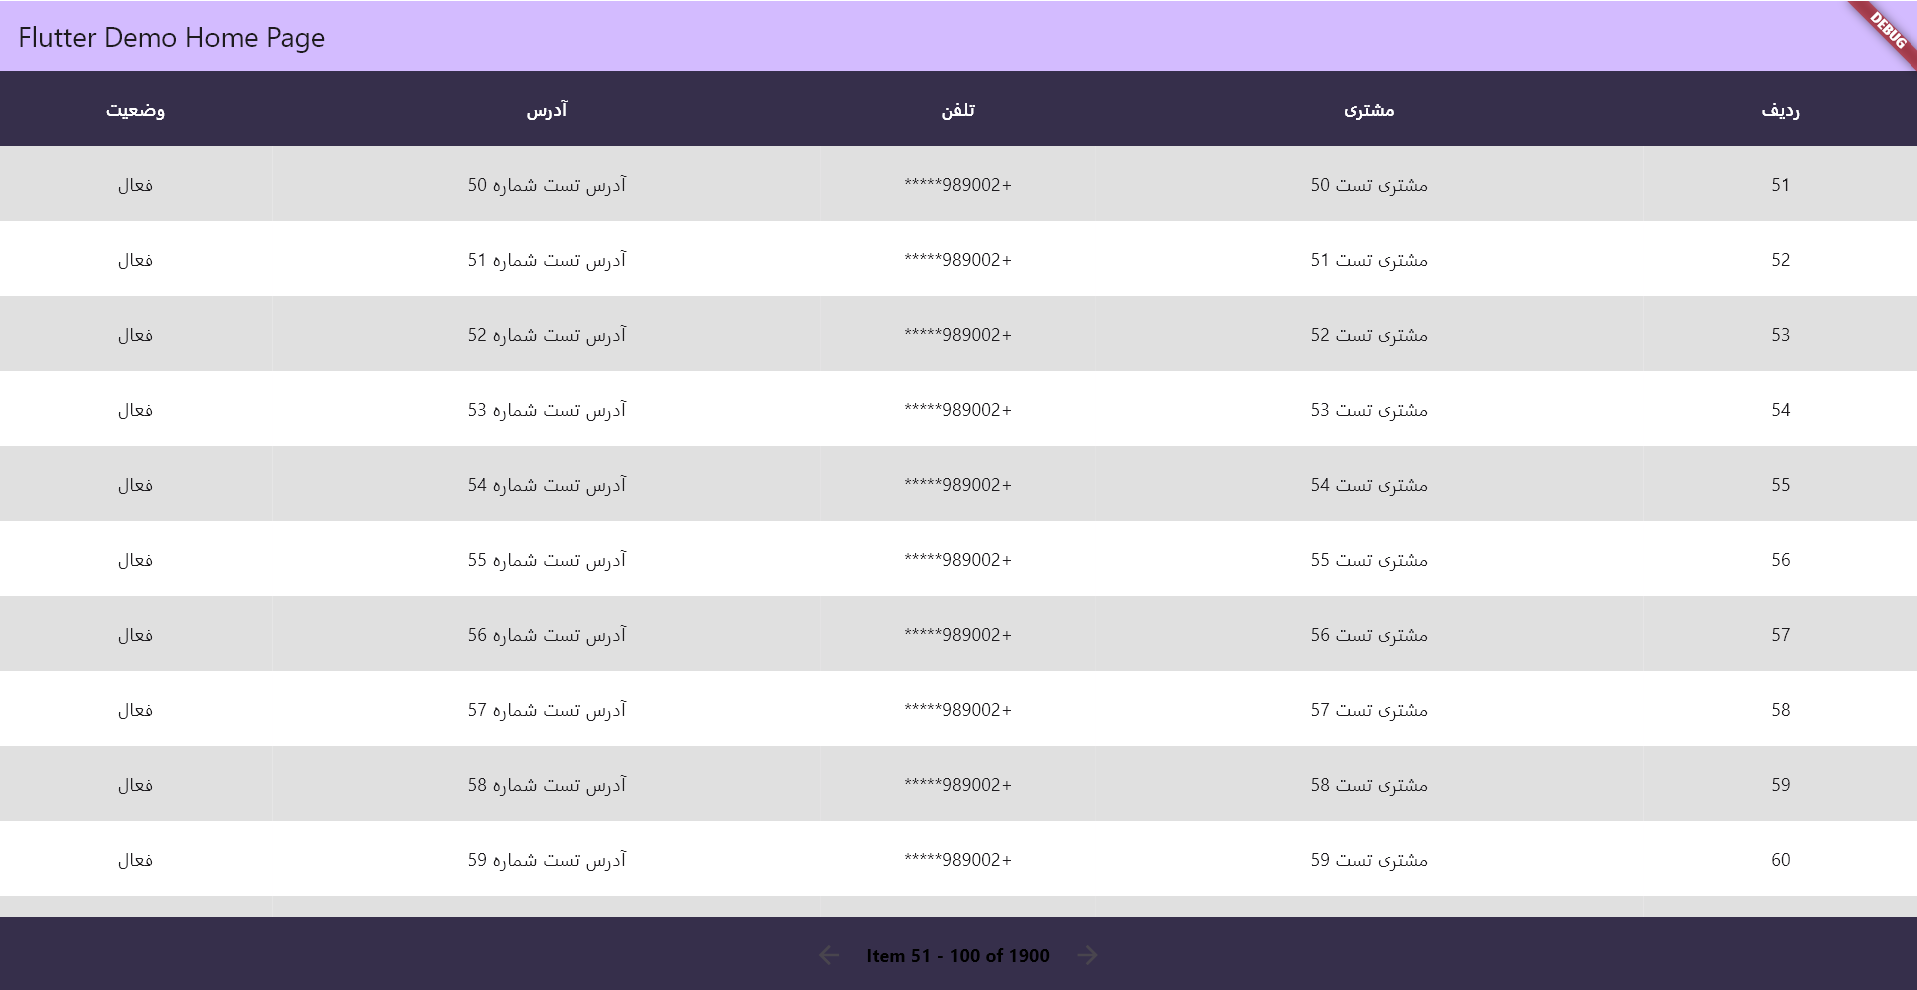 Flutter Demo Home Page
DEBUG
ردیف مشتری تلفن آدرس وضعیت
51 مشتری تست 50 +989002***** آدرس تست شماره 50 فعال
52 مشتری تست 51 +989002***** آدرس تست شماره 51 فعال
53 مشتری تست 52 +989002***** آدرس تست شماره 52 فعال
54 مشتری تست 53 +989002***** آدرس تست شماره 53 فعال
55 مشتری تست 54 +989002***** آدرس تست شماره 54 فعال
56 مشتری تست 55 +989002***** آدرس تست شماره 55 فعال
57 مشتری تست 56 +989002***** آدرس تست شماره 56 فعال
58 مشتری تست 57 +989002***** آدرس تست شماره 57 فعال
59 مشتری تست 58 +989002***** آدرس تست شماره 58 فعال
60 مشتری تست 59 +989002***** آدرس تست شماره 59 فعال
Item 51 - 100 of 1900